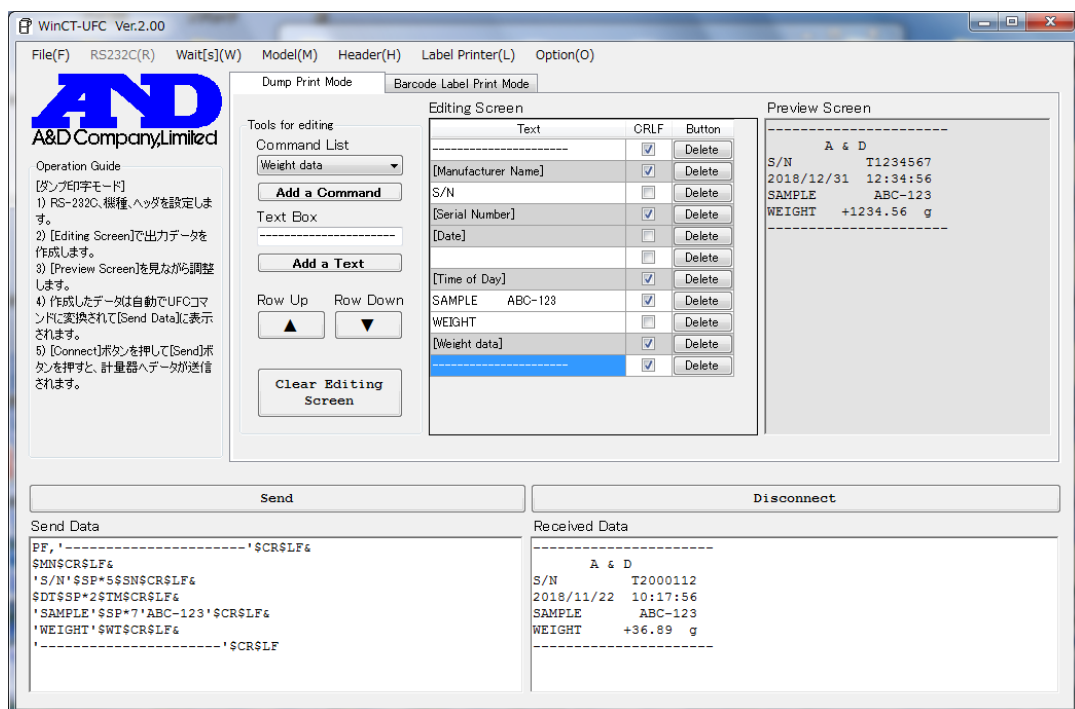 WinCT-UFC Ver.2.00
File(F) RS232C(R) Wait[s](W) Model(M) Header(H) Label Printer(L) Option(O)
AND
A&D Company,Limited
Operation Guide
[ダンプ印字モード]
1) RS-232C、機種、ヘッダを設定しま
す。
2) [Editing Screen]で出力データを
作成します。
3) [Preview Screen]を見ながら調整
します。
4) 作成したデータは自動でUFCコマ
ンドに変換されて[Send Data]に表示
されます。
5) [Connect]ボタンを押して[Send]ボ
タンを押すと、計量器へデータが送信
されます。
Dump Print Mode
Barcode Label Print Mode
Tools for editing
Command List
Weight data
Add a Command
Text Box
----------------------
Add a Text
Row Up Row Down
▲ ▼
Clear Editing
Screen
Editing Screen
Text CRLF Button
---------------------- Delete
[Manufacturer Name] Delete
S/N Delete
[Serial Number] Delete
[Date] Delete
Delete
[Time of Day] Delete
SAMPLE ABC-123 Delete
WEIGHT Delete
[Weight data] Delete
---------------------- Delete
Preview Screen
----------------------
A & D
S/N T1234567
2018/12/31 12:34:56
SAMPLE ABC-123
WEIGHT +1234.56 g
----------------------
Send
Disconnect
Send Data
PF,'----------------------'$CR$LF&
$MN$CR$LF&
'S/N'$SP*5$SN$CR$LF&
$DT$SP*2$TM$CR$LF&
'SAMPLE'$SP*7'ABC-123'$CR$LF&
'WEIGHT'$WT$CR$LF&
'----------------------'$CR$LF
Received Data
----------------------
A & D
S/N T2000112
2018/11/22 10:17:56
SAMPLE ABC-123
WEIGHT +36.89 g
----------------------